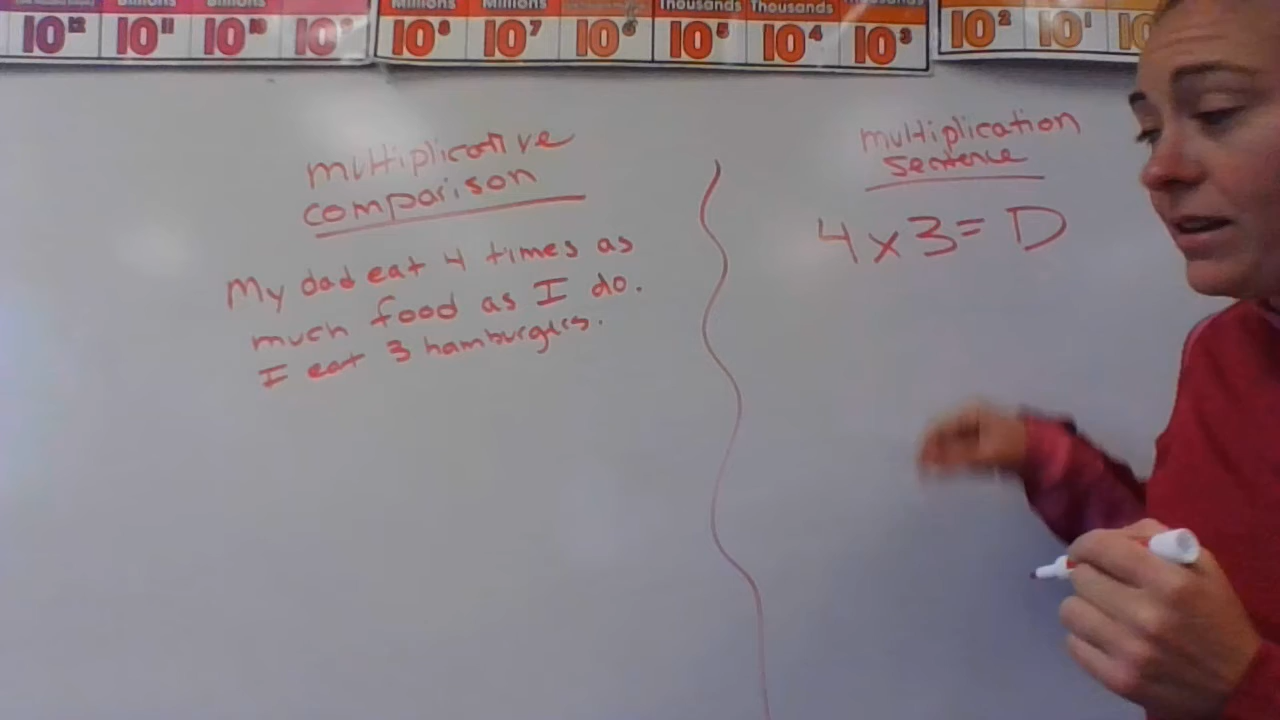 Millions Millions Thousands Thousands
10¹² 10¹¹ 10¹⁰ 10⁹ 10⁸ 10⁷ 10⁶ 10⁵ 10⁴ 10³ 10² 10¹
multiplicative
comparison
My dad eat 4 times as
much food as I do.
I eat 3 hamburgers.
multiplication
sentence
4 x 3 = D